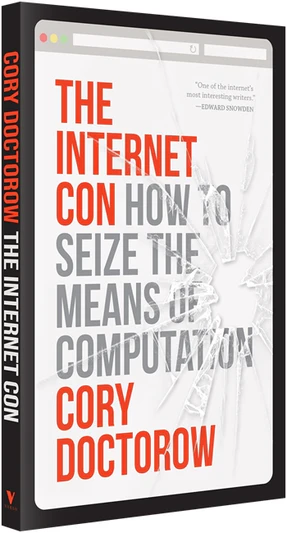 "One of the internet's
most interesting writers."
—EDWARD SNOWDEN
THE
INTERNET
CON HOW TO
SEIZE THE
MEANS OF
COMPUTATION
CORY
DOCTOROW
CORY DOCTOROW THE INTERNET CON
V
VERSO